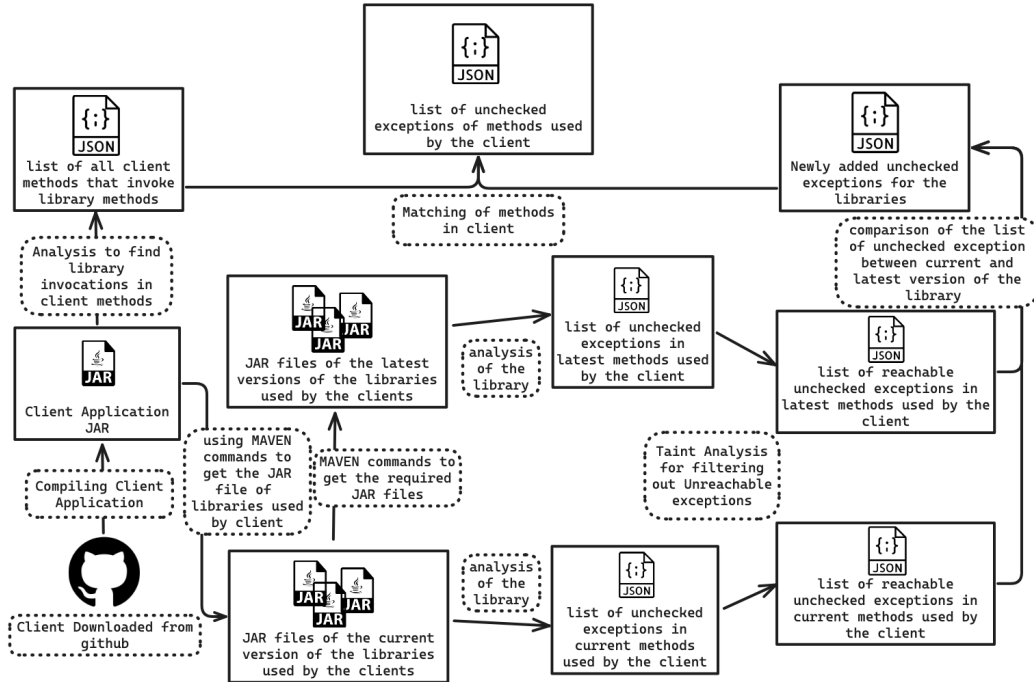 {;}
JSON
list of unchecked
exceptions of methods used
by the client
{;}
JSON
list of all client
methods that invoke
library methods
{;}
JSON
Newly added unchecked
exceptions for the
libraries
Matching of methods
in client
Analysis to find
library
invocations in
client methods
comparison of the list
of unchecked exception
between current and
latest version of the
library
JAR
JAR
JAR
JAR files of the latest
versions of the libraries
used by the clients
analysis
of the
library
{;}
JSON
list of unchecked
exceptions in
latest methods used
by the client
{;}
JSON
list of reachable
unchecked exceptions in
latest methods used by the
client
JAR
Client Application
JAR
using MAVEN
commands to
get the JAR
file of
libraries used
by client
MAVEN commands to
get the required
JAR files
Taint Analysis
for filtering
out Unreachable
exceptions
Compiling Client
Application
Client Downloaded from
github
JAR
JAR
JAR
JAR files of the current
version of the libraries
used by the clients
analysis
of the
library
{;}
JSON
list of unchecked
exceptions in
current methods
used by the client
{;}
JSON
list of reachable
unchecked exceptions in
current methods used by
the client